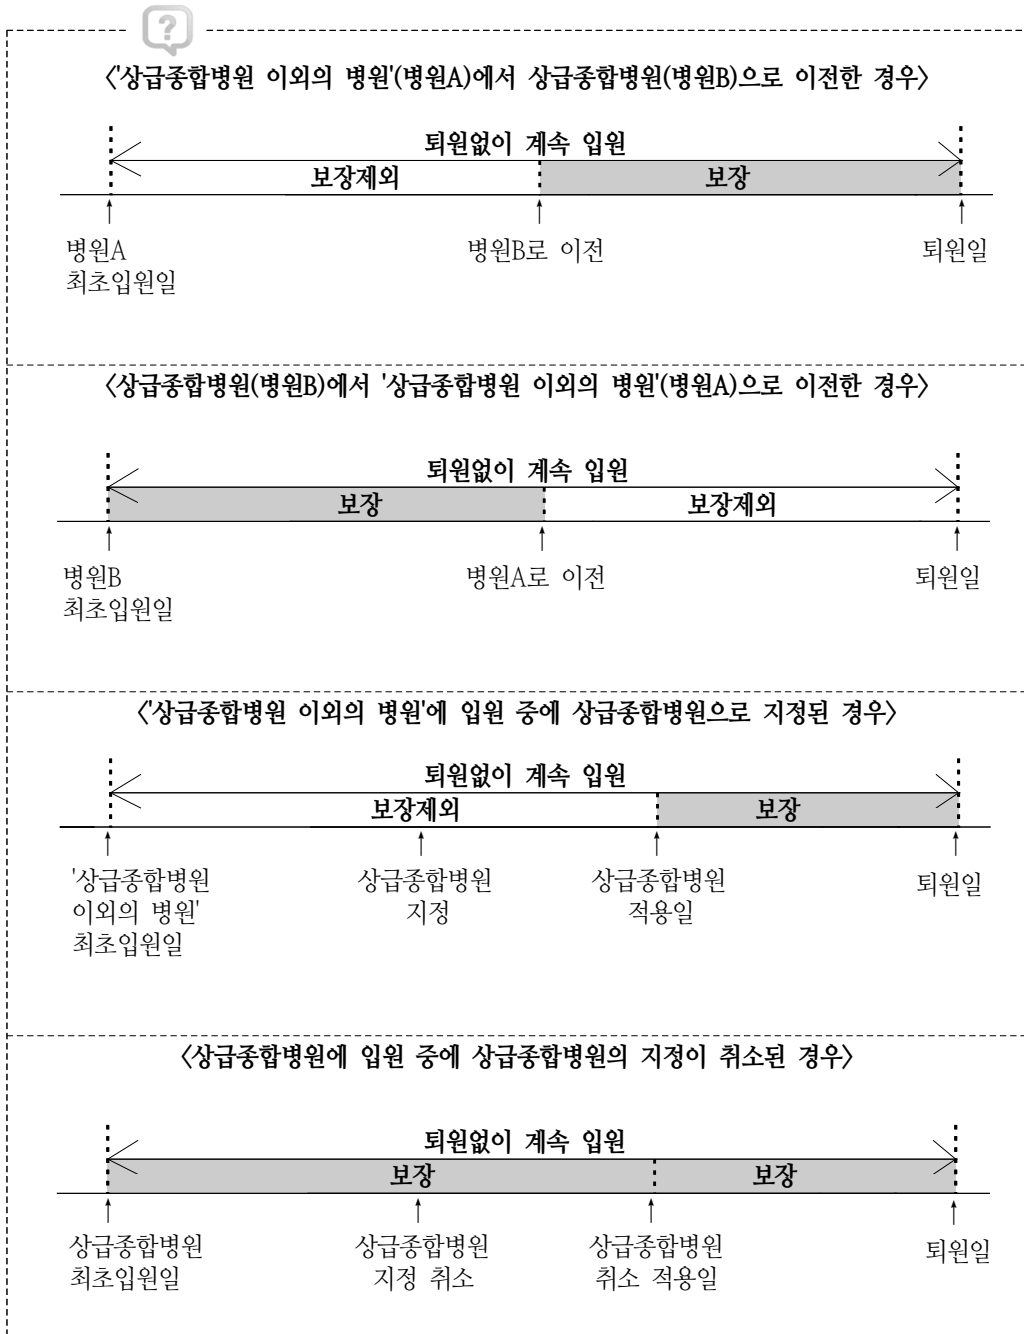 ?
<'상급종합병원 이외의 병원'(병원A)에서 상급종합병원(병원B)으로 이전한 경우>
퇴원없이 계속 입원
보장제외 보장
병원A 병원B로 이전 퇴원일
최초입원일
<상급종합병원(병원B)에서 '상급종합병원 이외의 병원'(병원A)으로 이전한 경우>
퇴원없이 계속 입원
보장 보장제외
병원B 병원A로 이전 퇴원일
최초입원일
<'상급종합병원 이외의 병원'에 입원 중에 상급종합병원으로 지정된 경우>
퇴원없이 계속 입원
보장제외 보장
'상급종합병원 상급종합병원 상급종합병원 퇴원일
이외의 병원' 지정 적용일
최초입원일
<상급종합병원에 입원 중에 상급종합병원의 지정이 취소된 경우>
퇴원없이 계속 입원
보장 보장
상급종합병원 상급종합병원 상급종합병원 퇴원일
최초입원일 지정 취소 취소 적용일